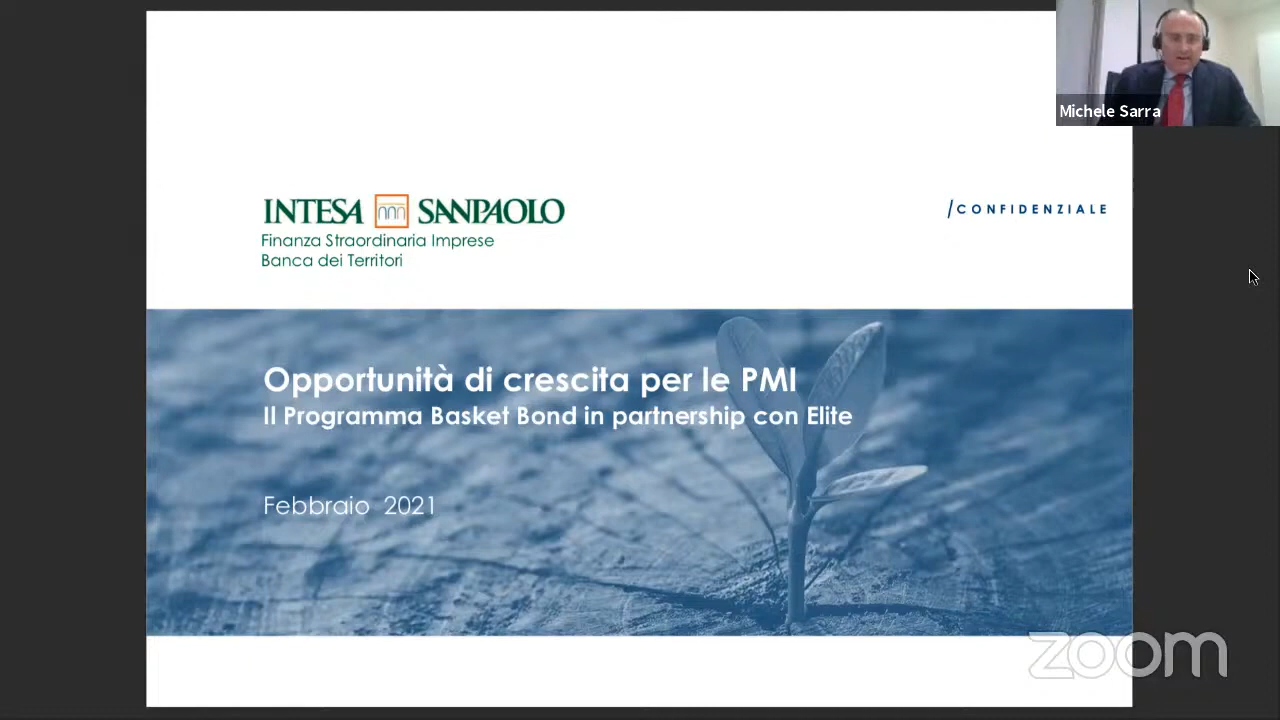 Michele Sarra
INTESA SANPAOLO
/CONFIDENZIALE
Finanza Straordinaria Imprese
Banca dei Territori
Opportunità di crescita per le PMI
Il Programma Basket Bond in partnership con Elite
Febbraio 2021
zoom